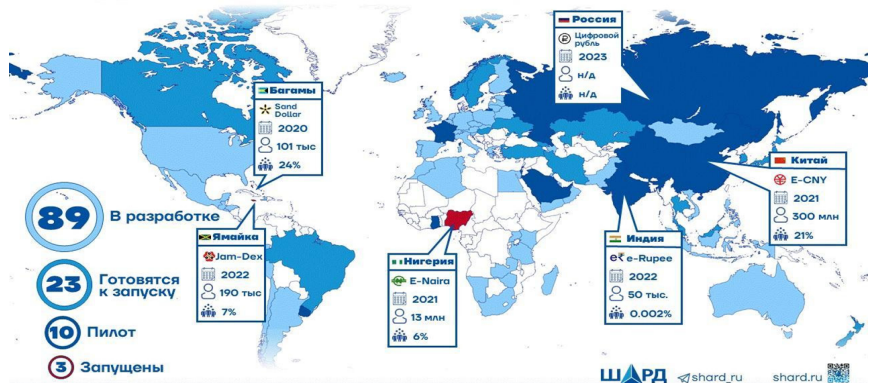 Россия
Цифровой
рубль
2023
н/д
н/д
Багамы
Sand
Dollar
2020
101 тыс
24%
Китай
E-CNY
2021
300 млн
21%
89 В разработке
Ямайка
Jam-Dex
2022
190 тыс
7%
Нигерия
E-Naira
2021
13 млн
6%
Индия
e₹ e-Rupee
2022
50 тыс.
0.002%
23 Готовятся
к запуску
10 Пилот
3 Запущены
ШАРД
shard_ru
shard.ru